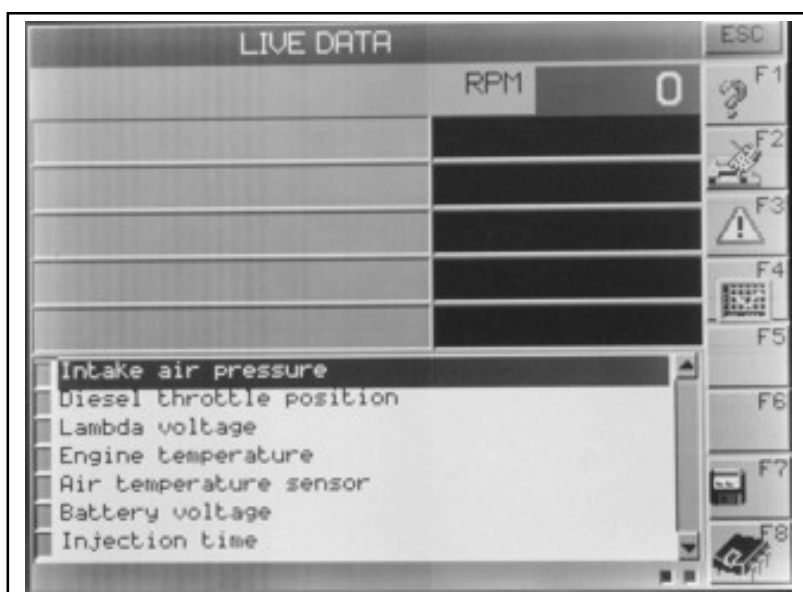 LIVE DATA
ESC
RPM 0
F1
F2
F3
F4
F5
F6
F7
F8
Intake air pressure
Diesel throttle position
Lambda voltage
Engine temperature
Air temperature sensor
Battery voltage
Injection time